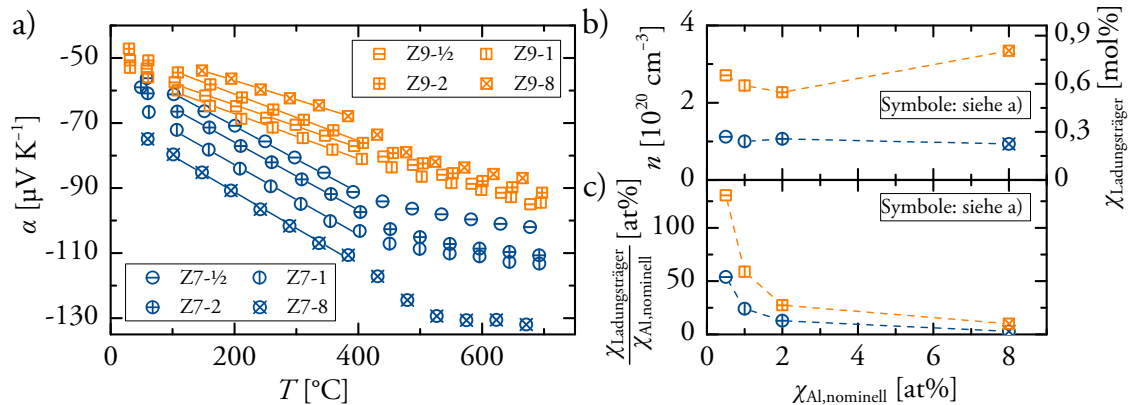 a)
α [µV K⁻¹]
-50
-70
-90
-110
-130
Z9-½
Z9-1
Z9-2
Z9-8
Z7-½
Z7-1
Z7-2
Z7-8
0
200
400
600
T [°C]
b)
n [10²⁰ cm⁻³]
4
2
0
0,9
0,6
0,3
0,0
χLadungsträger [mol%]
Symbole: siehe a)
c)
χLadungsträger
χAl,nominell
[at%]
100
50
0
Symbole: siehe a)
0
2
4
6
8
χAl,nominell [at%]